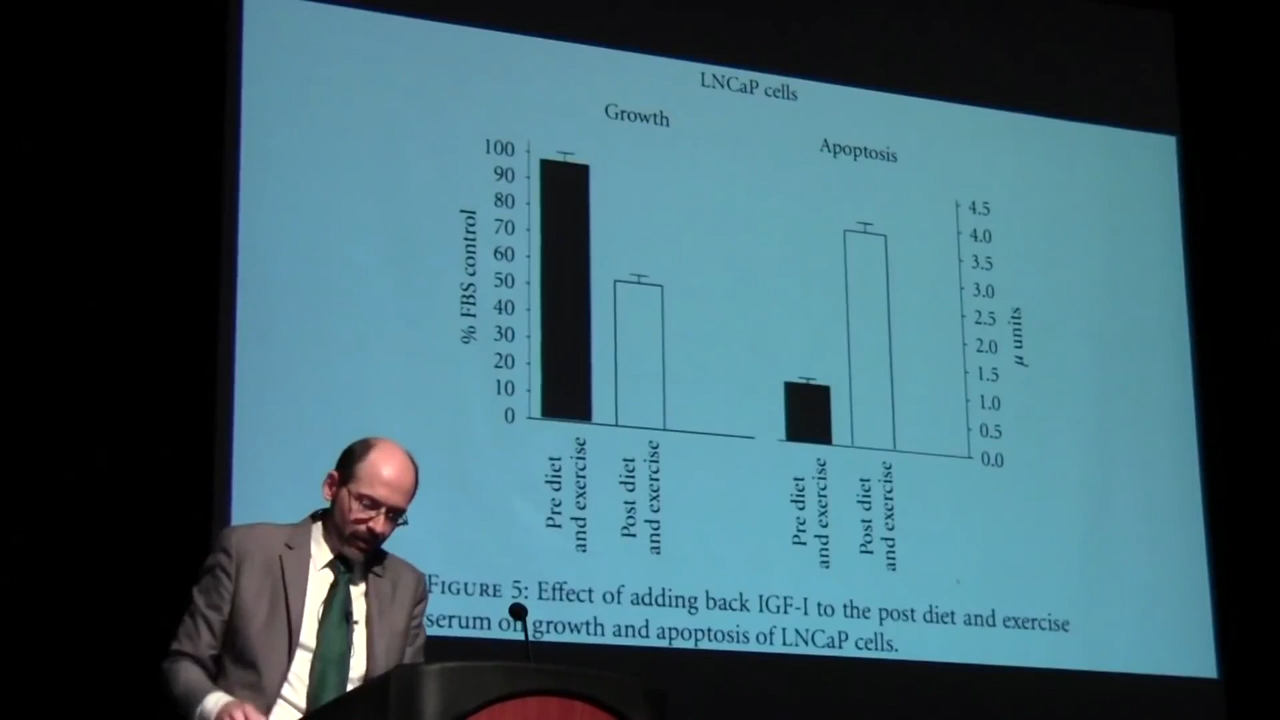 LNCaP cells
Growth
Apoptosis
100
90
80
70
60
50
40
30
20
10
0
% FBS control
4.5
4.0
3.5
3.0
2.5
2.0
1.5
1.0
0.5
0.0
μ units
Pre diet
and exercise
Post diet
and exercise
Pre diet
and exercise
Post diet
and exercise
FIGURE 5: Effect of adding back IGF-I to the post diet and exercise
serum on growth and apoptosis of LNCaP cells.